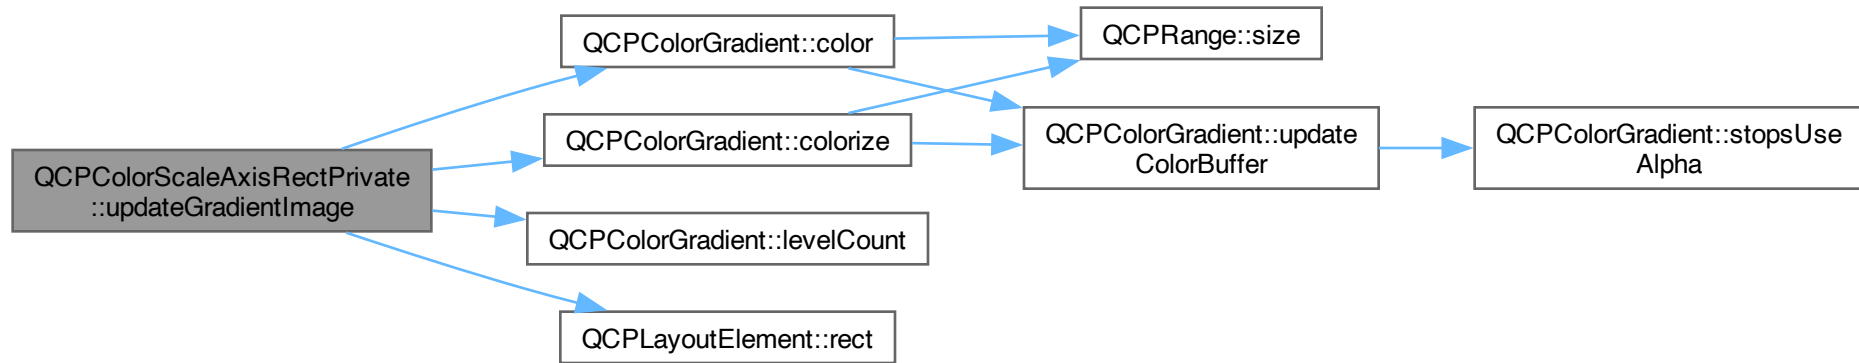 QCPColorScaleAxisRectPrivate
::updateGradientImage
QCPColorGradient::color
QCPColorGradient::colorize
QCPColorGradient::levelCount
QCPLayoutElement::rect
QCPRange::size
QCPColorGradient::update
ColorBuffer
QCPColorGradient::stopsUse
Alpha